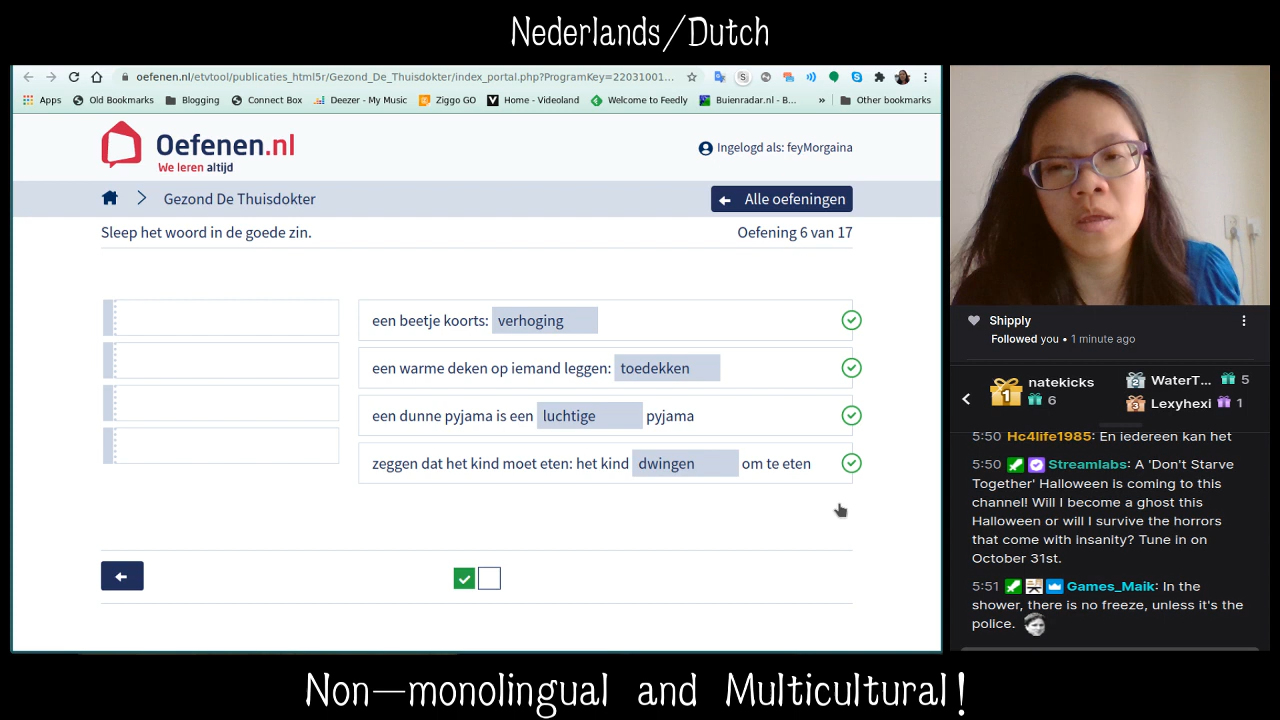 Nederlands/Dutch
oefenen.nl/etvtool/publicaties_html5r/Gezond_De_Thuisdokter/index_portal.php?ProgramKey=22031001...
Apps Old Bookmarks Blogging Connect Box Deezer - My Music Ziggo GO Home - Videoland Welcome to Feedly Buienradar.nl - B... » Other bookmarks
Oefenen.nl
We leren altijd
Ingelogd als: feyMorgaina
Gezond De Thuisdokter
Alle oefeningen
Sleep het woord in de goede zin.
Oefening 6 van 17
een beetje koorts: verhoging
een warme deken op iemand leggen: toedekken
een dunne pyjama is een luchtige pyjama
zeggen dat het kind moet eten: het kind dwingen om te eten
Shipply
Followed you • 1 minute ago
1 natekicks 6
2 WaterT... 5
3 Lexyhexi 1
5:50 Hc4life1985: En iedereen kan het
5:50 Streamlabs: A 'Don't Starve
Together' Halloween is coming to this
channel! Will I become a ghost this
Halloween or will I survive the horrors
that come with insanity? Tune in on
October 31st.
5:51 Games_Maik: In the
shower, there is no freeze, unless it's the
police.
Non-monolingual and Multicultural!